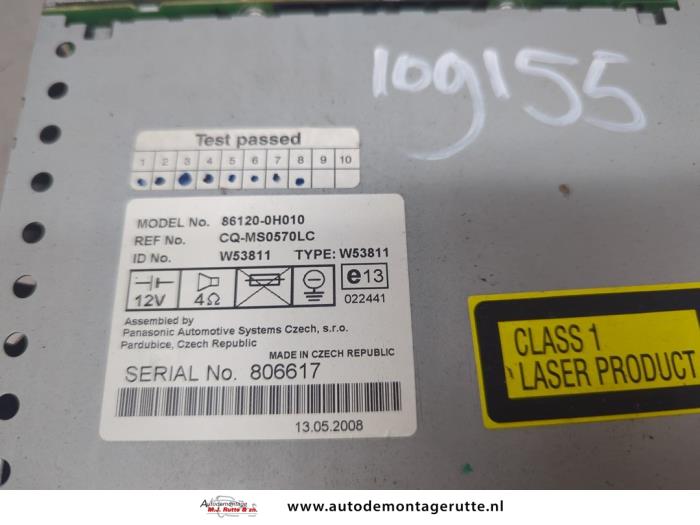 109155
Test passed
1 2 3 4 5 6 7 8 9 10
MODEL No. 86120-0H010
REF No. CQ-MS0570LC
ID No. W53811 TYPE: W53811
12V 4Ω e13
022441
Assembled by
Panasonic Automotive Systems Czech, s.r.o.
Pardubice, Czech Republic
MADE IN CZECH REPUBLIC
SERIAL No. 806617
13.05.2008
CLASS 1
LASER PRODUCT
Autodemontage
M.J. Rutte & zn.
www.autodemontagerutte.nl